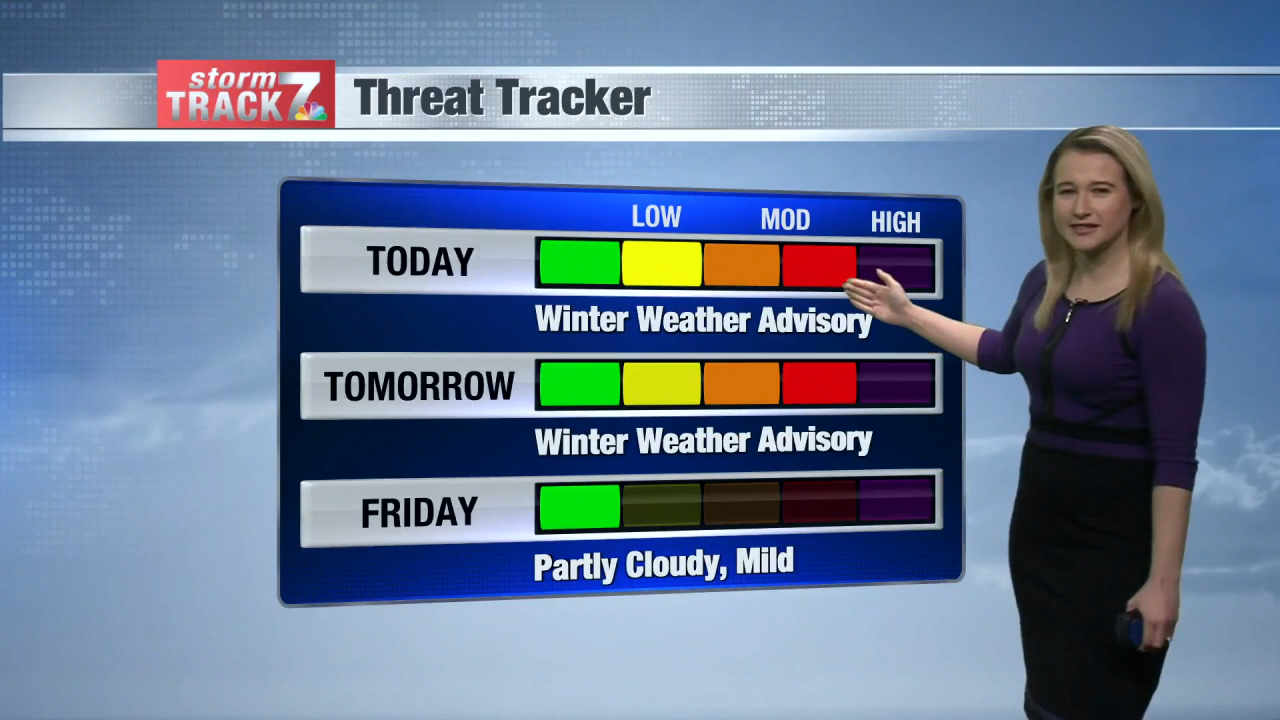 storm
TRACK 7
Threat Tracker
LOW MOD HIGH
TODAY
Winter Weather Advisory
TOMORROW
Winter Weather Advisory
FRIDAY
Partly Cloudy, Mild